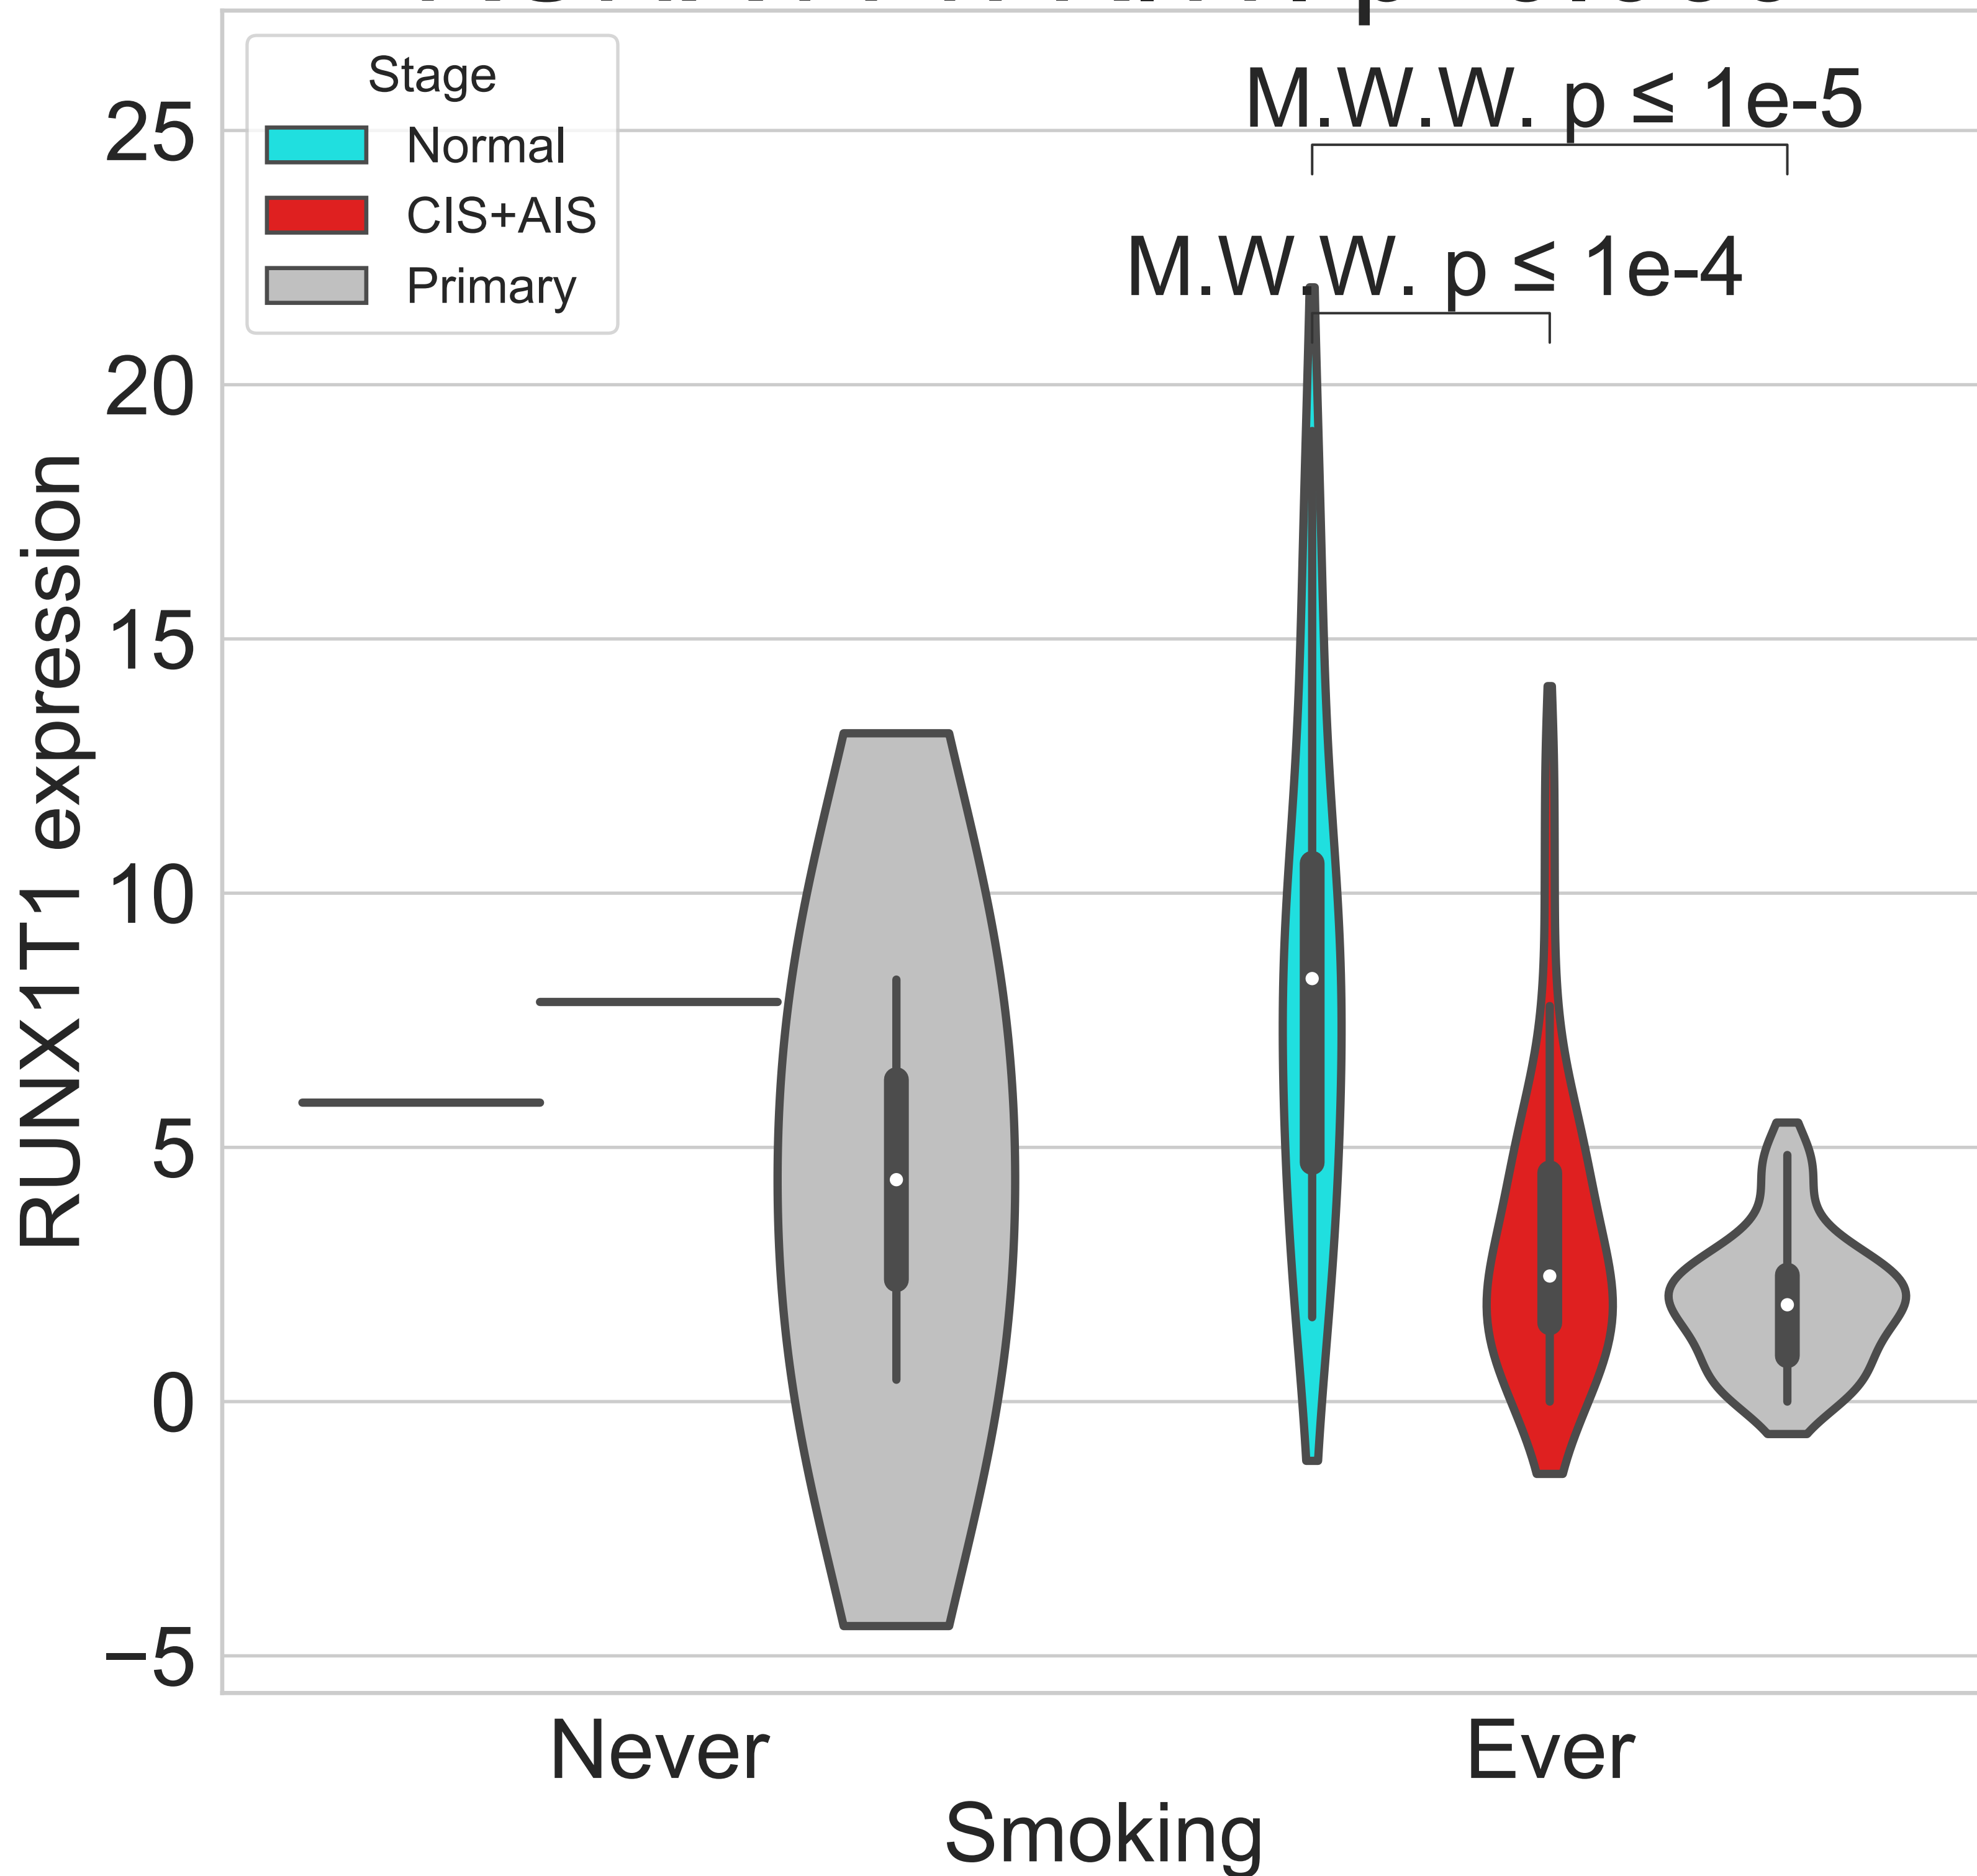 M.W.W. p ≤ 1e-5
M.W.W. p ≤ 1e-4
Stage
Normal
CIS+AIS
Primary
25
20
15
10
5
0
−5
RUNX1T1 expression
Never
Ever
Smoking